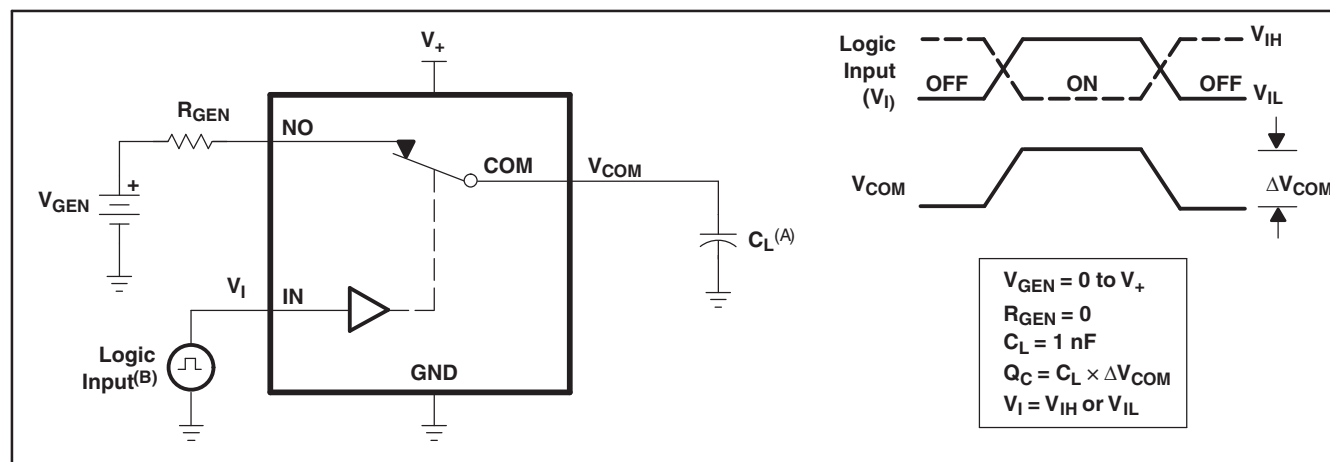 V+
RGEN
NO
COM
VCOM
VGEN
+
CL(A)
VI
IN
Logic
Input(B)
GND
Logic
Input
(VI)
OFF
ON
OFF
VIH
VIL
VCOM
ΔVCOM
VGEN = 0 to V+
RGEN = 0
CL = 1 nF
QC = CL × ΔVCOM
VI = VIH or VIL